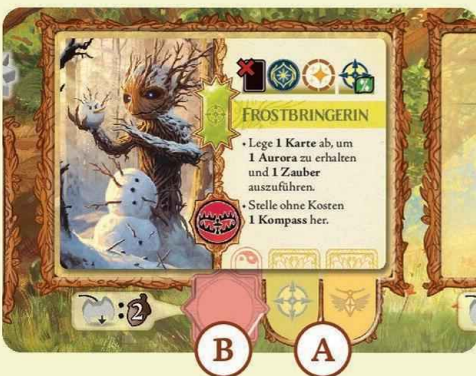 FROSTBRINGERIN
• Lege 1 Karte ab, um
1 Aurora zu erhalten
und 1 Zauber
auszuführen.
• Stelle ohne Kosten
1 Kompass her.
:2
B
A